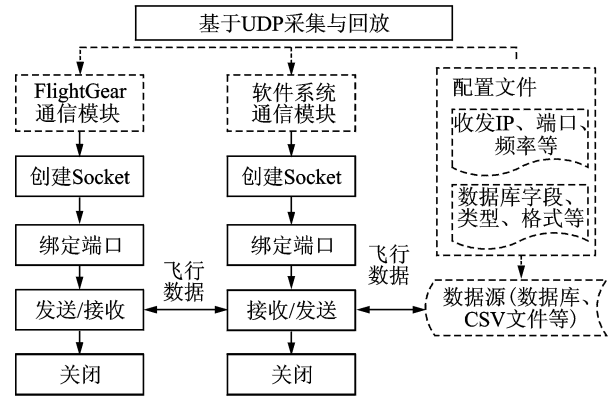 基于UDP采集与回放
FlightGear
通信模块
软件系统
通信模块
配置文件
收发IP、端口、
频率等
数据库字段、
类型、格式等
创建Socket
创建Socket
绑定端口
绑定端口
飞行
数据
飞行
数据
发送/接收
接收/发送
数据源(数据库、
CSV文件等)
关闭
关闭